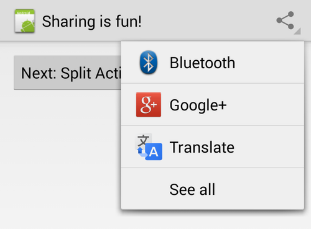 Sharing is fun!
Next: Split Acti
Bluetooth
Google+
Translate
See all